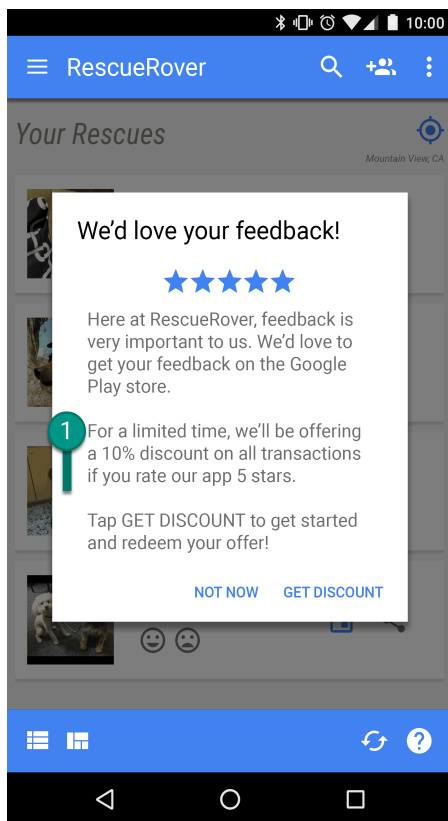 10:00
RescueRover
Your Rescues
Mountain View, CA
We’d love your feedback!
Here at RescueRover, feedback is
very important to us. We’d love to
get your feedback on the Google
Play store.
1
For a limited time, we’ll be offering
a 10% discount on all transactions
if you rate our app 5 stars.
Tap GET DISCOUNT to get started
and redeem your offer!
NOT NOW GET DISCOUNT